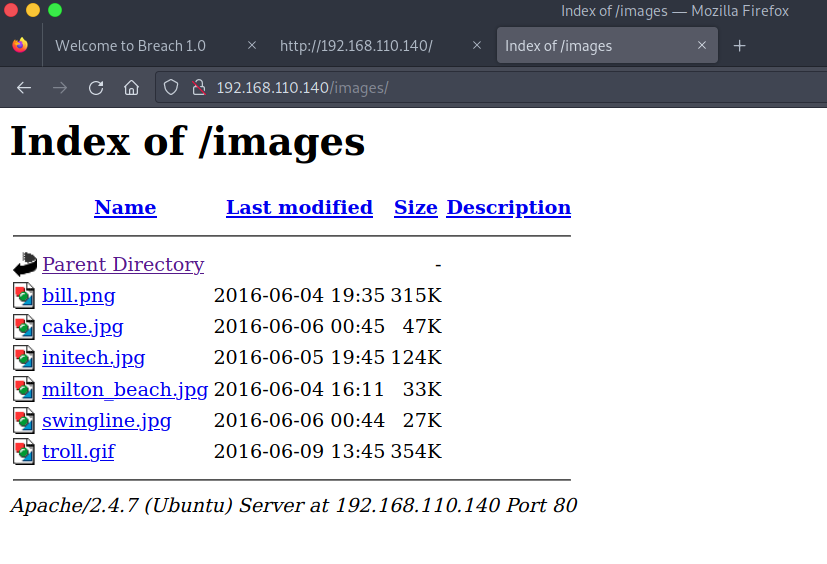 Index of /images — Mozilla Firefox
Welcome to Breach 1.0 × http://192.168.110.140/ × Index of /images × +
192.168.110.140/images/
Index of /images
Name Last modified Size Description
Parent Directory -
bill.png 2016-06-04 19:35 315K
cake.jpg 2016-06-06 00:45 47K
initech.jpg 2016-06-05 19:45 124K
milton_beach.jpg 2016-06-04 16:11 33K
swingline.jpg 2016-06-06 00:44 27K
troll.gif 2016-06-09 13:45 354K
Apache/2.4.7 (Ubuntu) Server at 192.168.110.140 Port 80